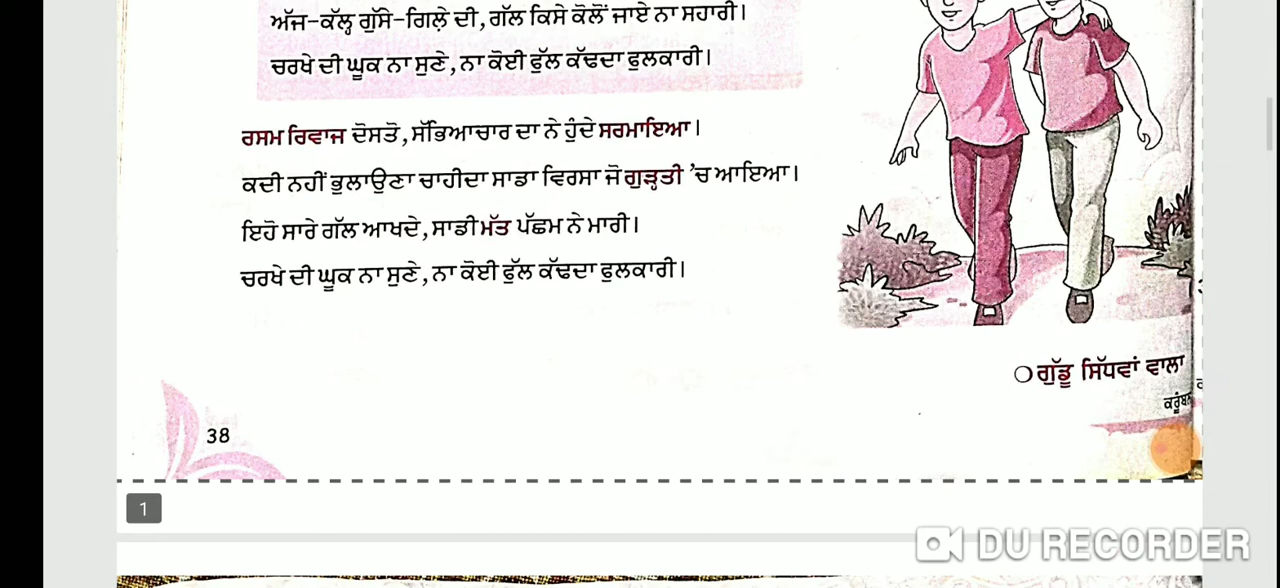 ਅੱਜ-ਕੱਲ੍ਹ ਗੁੱਸੇ-ਗਿਲ਼ੇ ਦੀ, ਗੱਲ ਕਿਸੇ ਕੋਲੋਂ ਜਾਏ ਨਾ ਸਹਾਰੀ।
ਚਰਖੇ ਦੀ ਘੂਕ ਨਾ ਸੁਣੇ, ਨਾ ਕੋਈ ਫੁੱਲ ਕੱਢਦਾ ਫੁਲਕਾਰੀ।
ਰਸਮ ਰਿਵਾਜ ਦੋਸਤੋ, ਸੱਭਿਆਚਾਰ ਦਾ ਨੇ ਹੁੰਦੇ ਸਰਮਾਇਆ।
ਕਦੀ ਨਹੀਂ ਭੁਲਾਉਣਾ ਚਾਹੀਦਾ ਸਾਡਾ ਵਿਰਸਾ ਜੋ ਗੁੜ੍ਹਤੀ 'ਚ ਆਇਆ।
ਇਹੋ ਸਾਰੇ ਗੱਲ ਆਖਦੇ, ਸਾਡੀ ਮੱਤ ਪੱਛਮ ਨੇ ਮਾਰੀ।
ਚਰਖੇ ਦੀ ਘੂਕ ਨਾ ਸੁਣੇ, ਨਾ ਕੋਈ ਫੁੱਲ ਕੱਢਦਾ ਫੁਲਕਾਰੀ।
ਗੁੱਡੂ ਸਿੱਧਵਾਂ ਵਾਲਾ
38
1
DU RECORDER